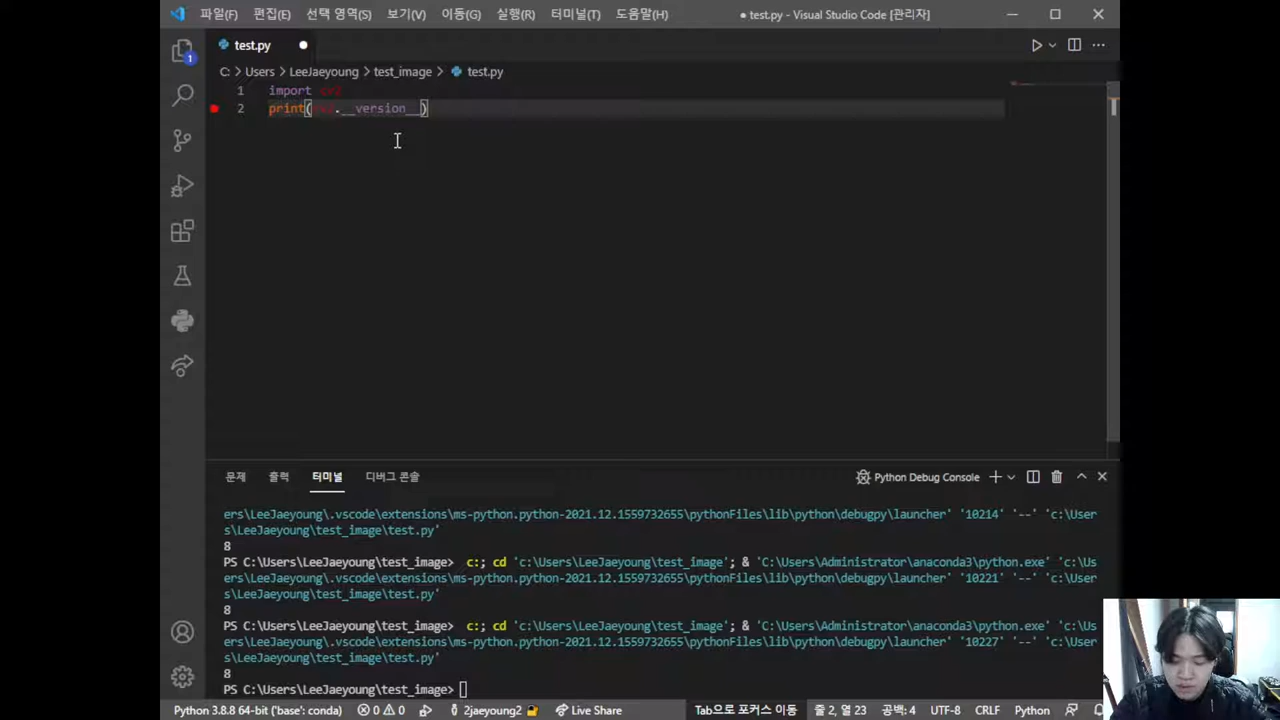 파일(F) 편집(E) 선택 영역(S) 보기(V) 이동(G) 실행(R) 터미널(T) 도움말(H) ● test.py - Visual Studio Code [관리자]
test.py
C: > Users > LeeJaeyoung > test_image > test.py
1 import cv2
2 print(cv2.__version__)
1
문제 출력 터미널 디버그 콘솔 Python Debug Console
ers\LeeJaeyoung\.vscode\extensions\ms-python.python-2021.12.1559732655\pythonFiles\lib\python\debugpy\launcher' '10214' '--' 'c:\User
s\LeeJaeyoung\test_image\test.py'
8
PS C:\Users\LeeJaeyoung\test_image> c:; cd 'c:\Users\LeeJaeyoung\test_image'; & 'C:\Users\Administrator\anaconda3\python.exe' 'c:\Us
ers\LeeJaeyoung\.vscode\extensions\ms-python.python-2021.12.1559732655\pythonFiles\lib\python\debugpy\launcher' '10221' '--' 'c:\User
s\LeeJaeyoung\test_image\test.py'
8
PS C:\Users\LeeJaeyoung\test_image> c:; cd 'c:\Users\LeeJaeyoung\test_image'; & 'C:\Users\Administrator\anaconda3\python.exe' 'c:\Us
ers\LeeJaeyoung\.vscode\extensions\ms-python.python-2021.12.1559732655\pythonFiles\lib\python\debugpy\launcher' '10227' '--' 'c:\User
s\LeeJaeyoung\test_image\test.py'
8
PS C:\Users\LeeJaeyoung\test_image>
Python 3.8.8 64-bit ('base': conda) 0 0 2jaeyoung2 Live Share Tab으로 포커스 이동 줄 2, 열 23 공백: 4 UTF-8 CRLF Python